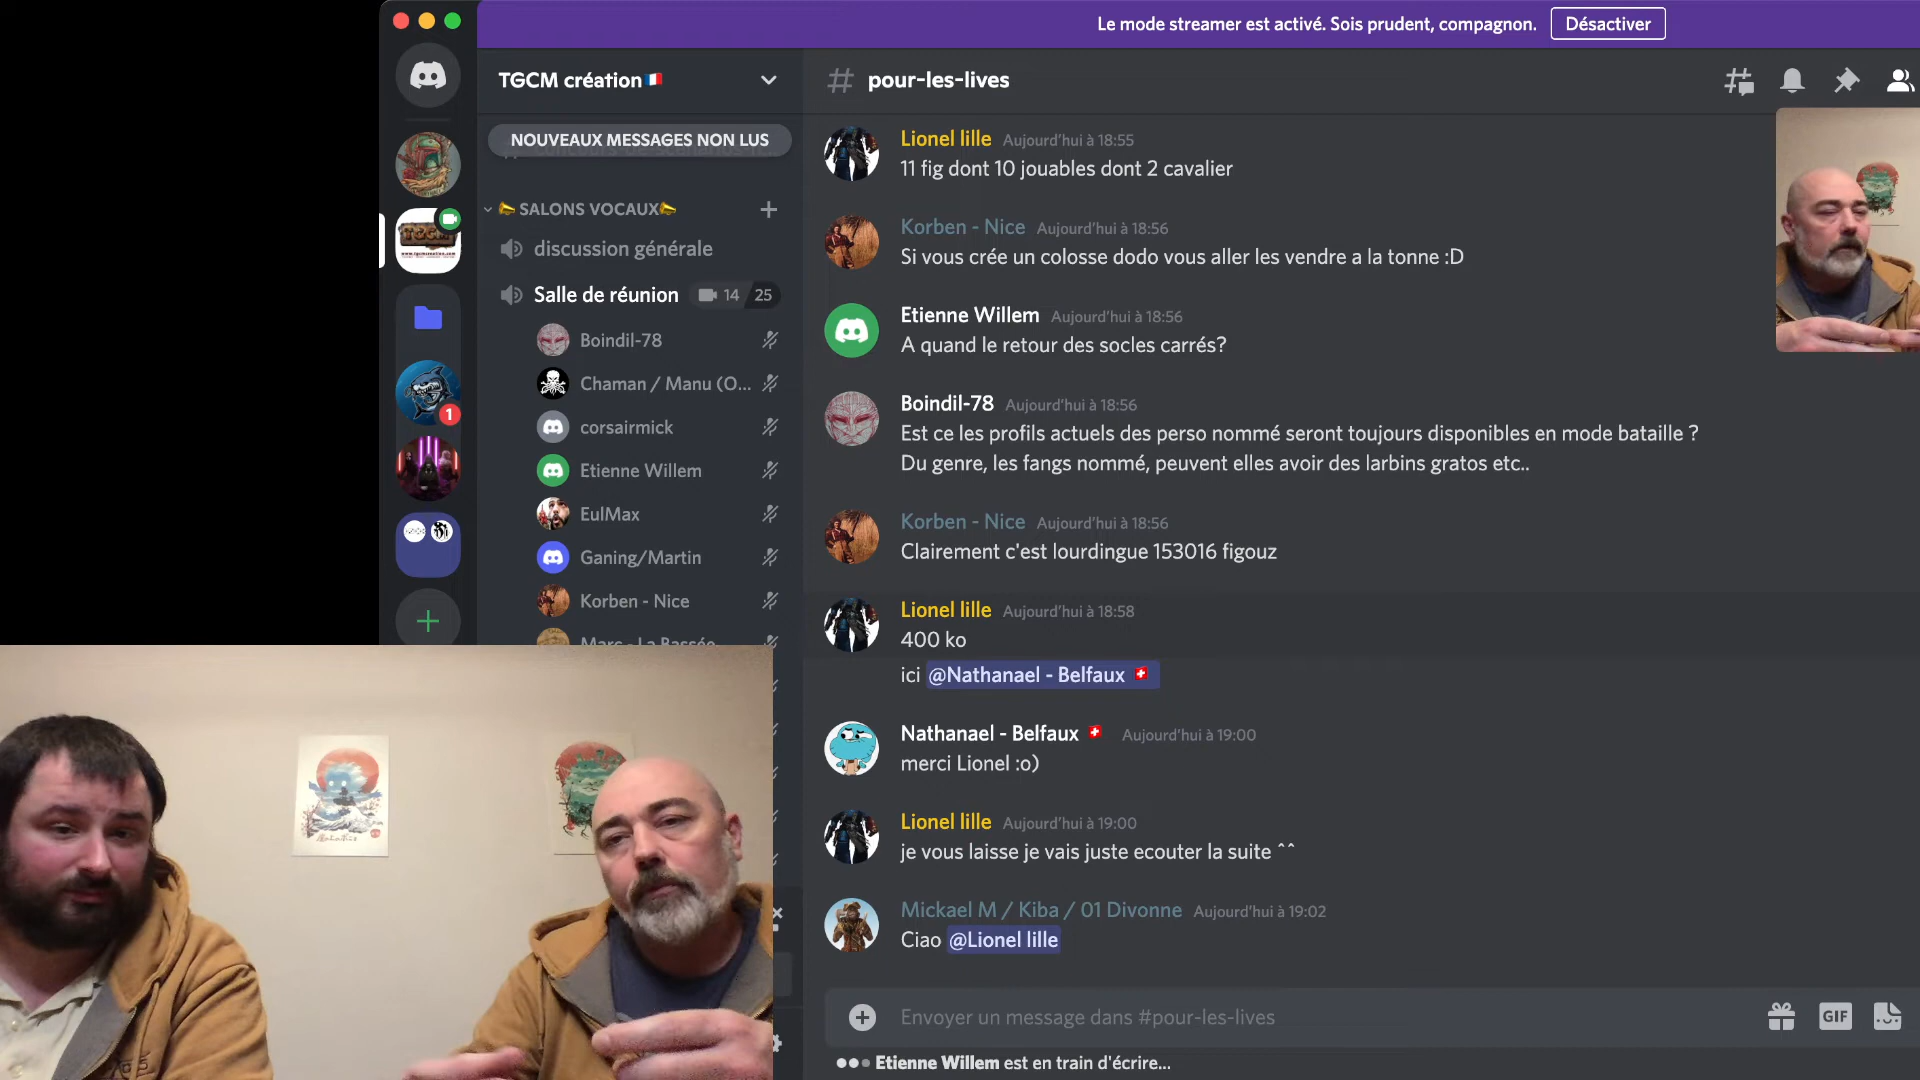 Le mode streamer est activé. Sois prudent, compagnon.
Désactiver
TGCM création
pour-les-lives
NOUVEAUX MESSAGES NON LUS
SALONS VOCAUX
discussion générale
Salle de réunion 14 25
Boindil-78
Chaman / Manu (O...
corsairmick
Etienne Willem
EulMax
Ganing/Martin
Korben - Nice
Marc - La Bassée
1
Lionel lille Aujourd'hui à 18:55
11 fig dont 10 jouables dont 2 cavalier
Korben - Nice Aujourd'hui à 18:56
Si vous crée un colosse dodo vous aller les vendre a la tonne :D
Etienne Willem Aujourd'hui à 18:56
A quand le retour des socles carrés?
Boindil-78 Aujourd'hui à 18:56
Est ce les profils actuels des perso nommé seront toujours disponibles en mode bataille ?
Du genre, les fangs nommé, peuvent elles avoir des larbins gratos etc..
Korben - Nice Aujourd'hui à 18:56
Clairement c'est lourdingue 153016 figouz
Lionel lille Aujourd'hui à 18:58
400 ko
ici @Nathanael - Belfaux
Nathanael - Belfaux Aujourd'hui à 19:00
merci Lionel :o)
Lionel lille Aujourd'hui à 19:00
je vous laisse je vais juste ecouter la suite ^^
Mickael M / Kiba / 01 Divonne Aujourd'hui à 19:02
Ciao @Lionel lille
Envoyer un message dans #pour-les-lives
GIF
Etienne Willem est en train d'écrire...